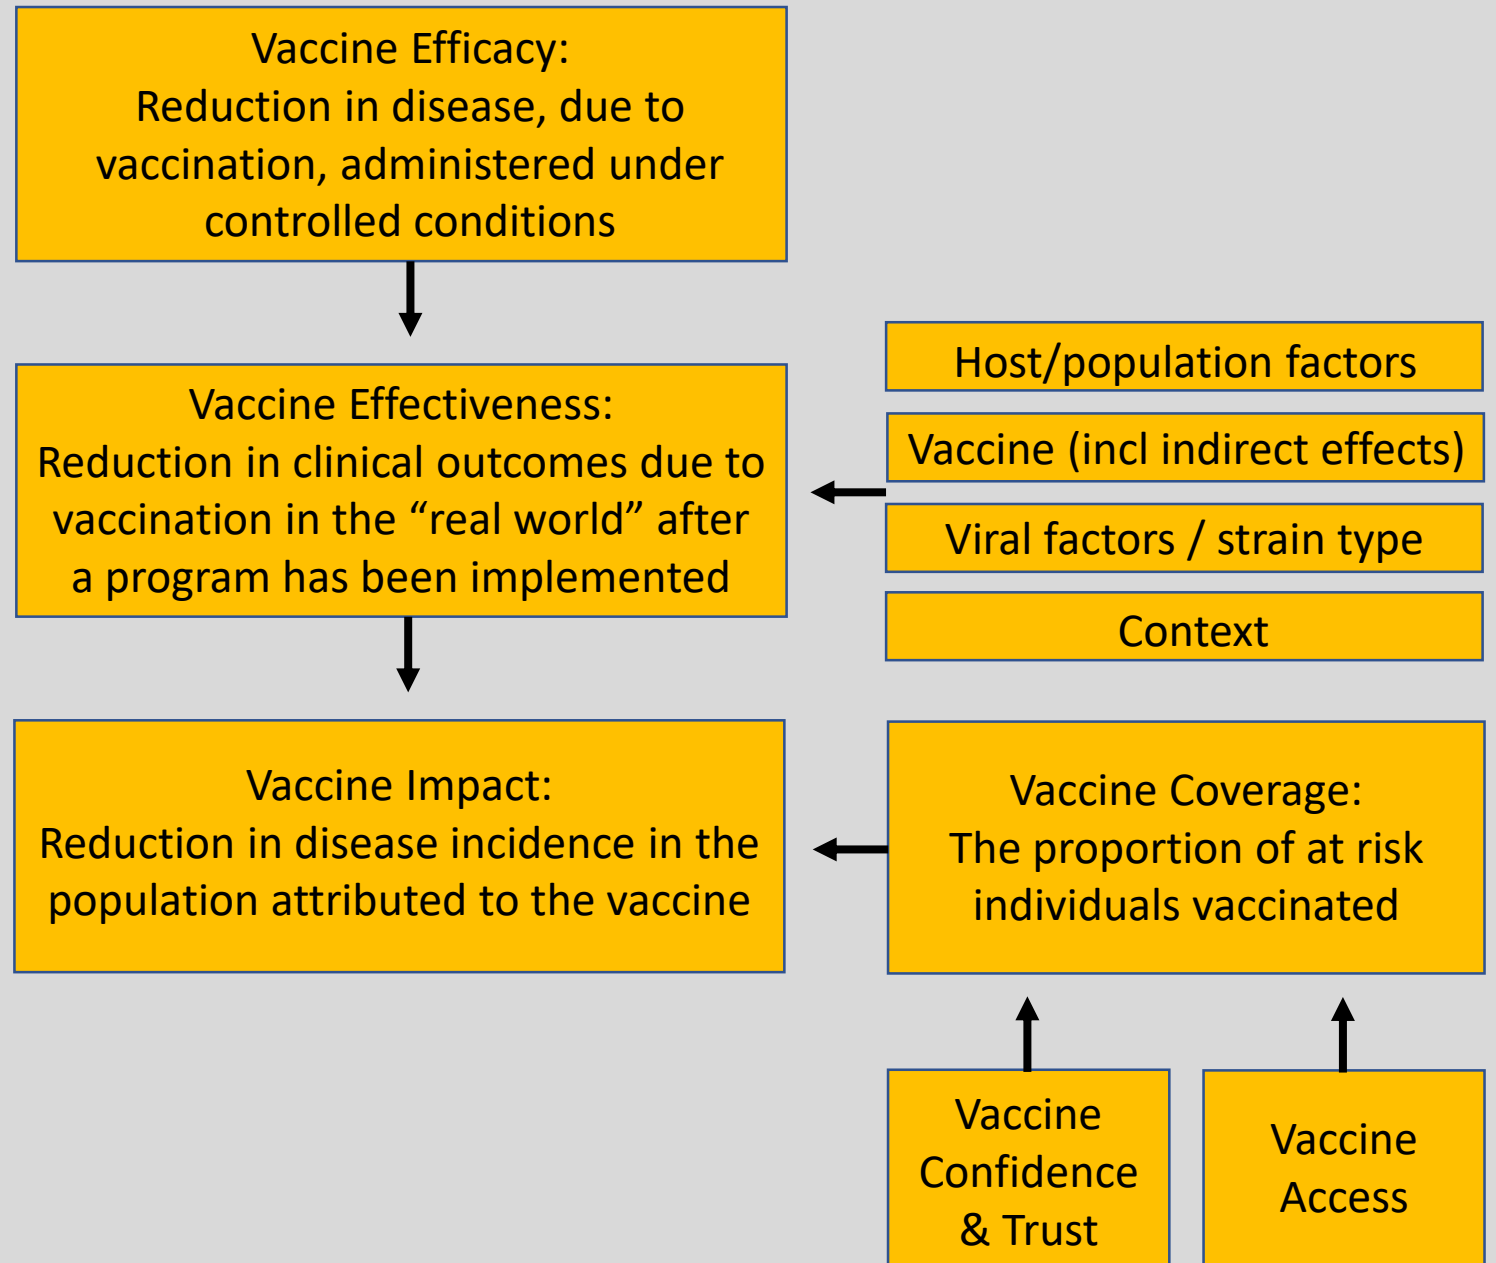 Vaccine Efficacy:
Reduction in disease, due to
vaccination, administered under
controlled conditions
Vaccine Effectiveness:
Reduction in clinical outcomes due to
vaccination in the “real world” after
a program has been implemented
Host/population factors
Vaccine (incl indirect effects)
Viral factors / strain type
Context
Vaccine Impact:
Reduction in disease incidence in the
population attributed to the vaccine
Vaccine Coverage:
The proportion of at risk
individuals vaccinated
Vaccine
Confidence
& Trust
Vaccine
Access